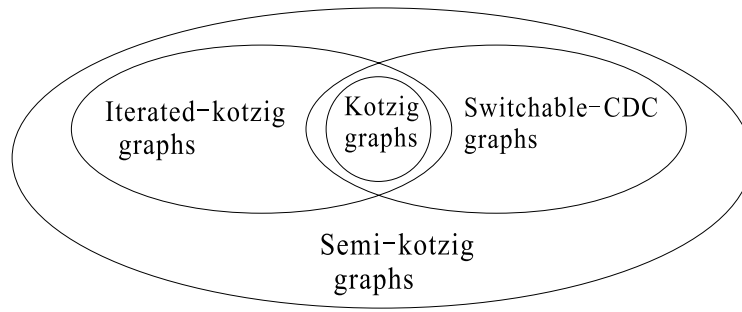 Iterated-kotzig
graphs
Kotzig
graphs
Switchable-CDC
graphs
Semi-kotzig
graphs